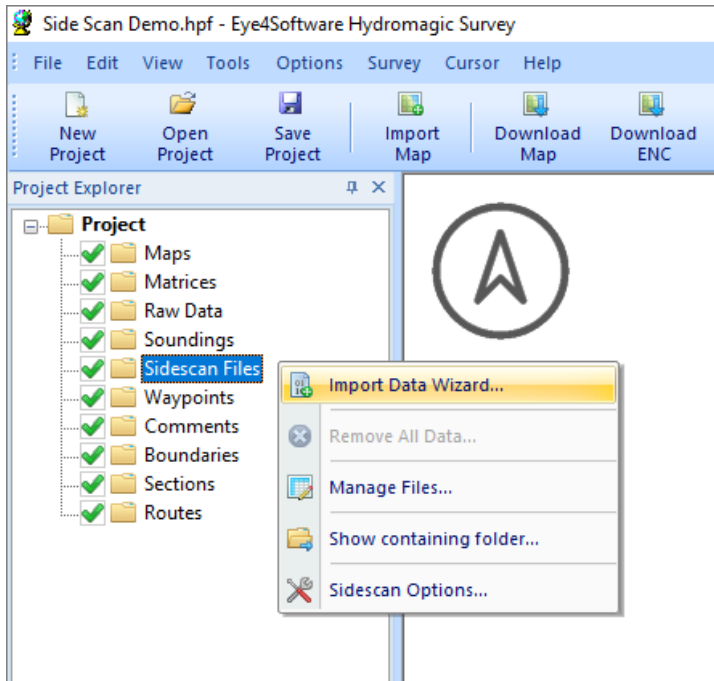 Side Scan Demo.hpf - Eye4Software Hydromagic Survey
File Edit View Tools Options Survey Cursor Help
New Project
Open Project
Save Project
Import Map
Download Map
Download ENC
Project Explorer
Project
Maps
Matrices
Raw Data
Soundings
Sidescan Files
Waypoints
Comments
Boundaries
Sections
Routes
Import Data Wizard...
Remove All Data...
Manage Files...
Show containing folder...
Sidescan Options...